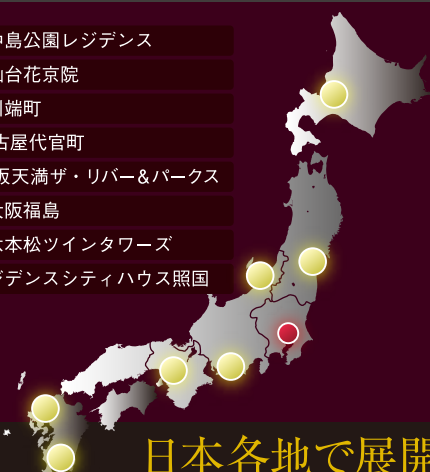 島公園レジデンス
台花京院
端町
古屋代官町
阪天満ザ・リバー＆パークス
大阪福島
本松ツインタワーズ
デンスシティハウス照国
日本各地で展開